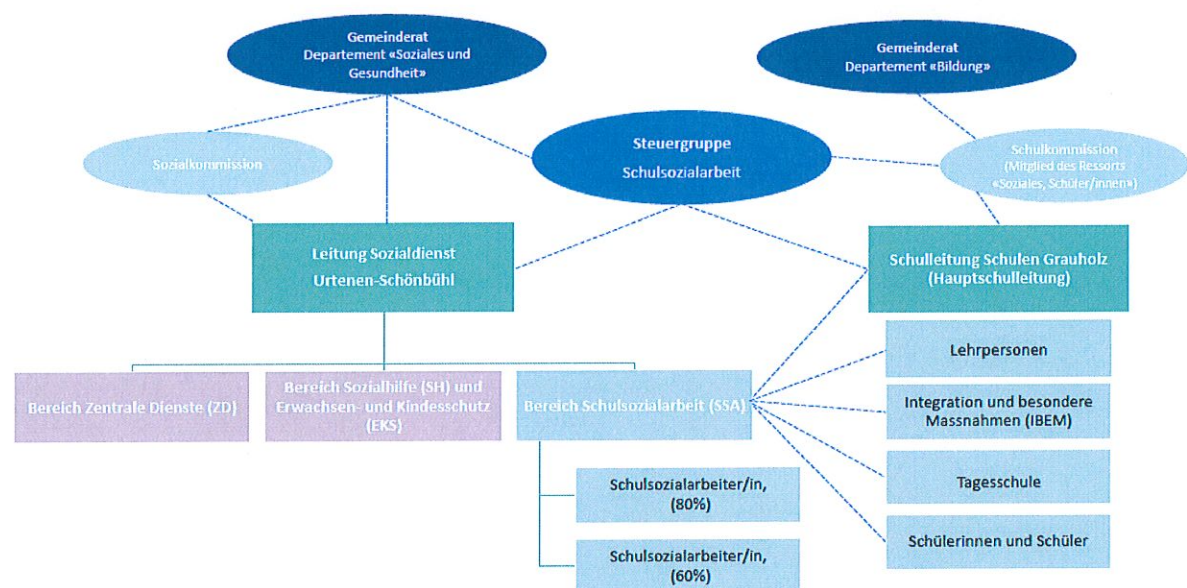 Gemeinderat
Departement «Soziales und
Gesundheit»
Gemeinderat
Departement «Bildung»
Steuergruppe
Schulsozialarbeit
Sozialkommission
Schulkommission
(Mitglied des Ressorts
«Soziales, Schüler/innen»)
Leitung Sozialdienst
Urtenen-Schönbühl
Schulleitung Schulen Grauholz
(Hauptschulleitung)
Lehrpersonen
Bereich Zentrale Dienste (ZD)
Bereich Sozialhilfe (SH) und
Erwachsen- und Kindesschutz
(EKS)
Bereich Schulsozialarbeit (SSA)
Integration und besondere
Massnahmen (IBEM)
Schulsozialarbeiter/in,
(80%)
Tagesschule
Schulsozialarbeiter/in,
(60%)
Schülerinnen und Schüler